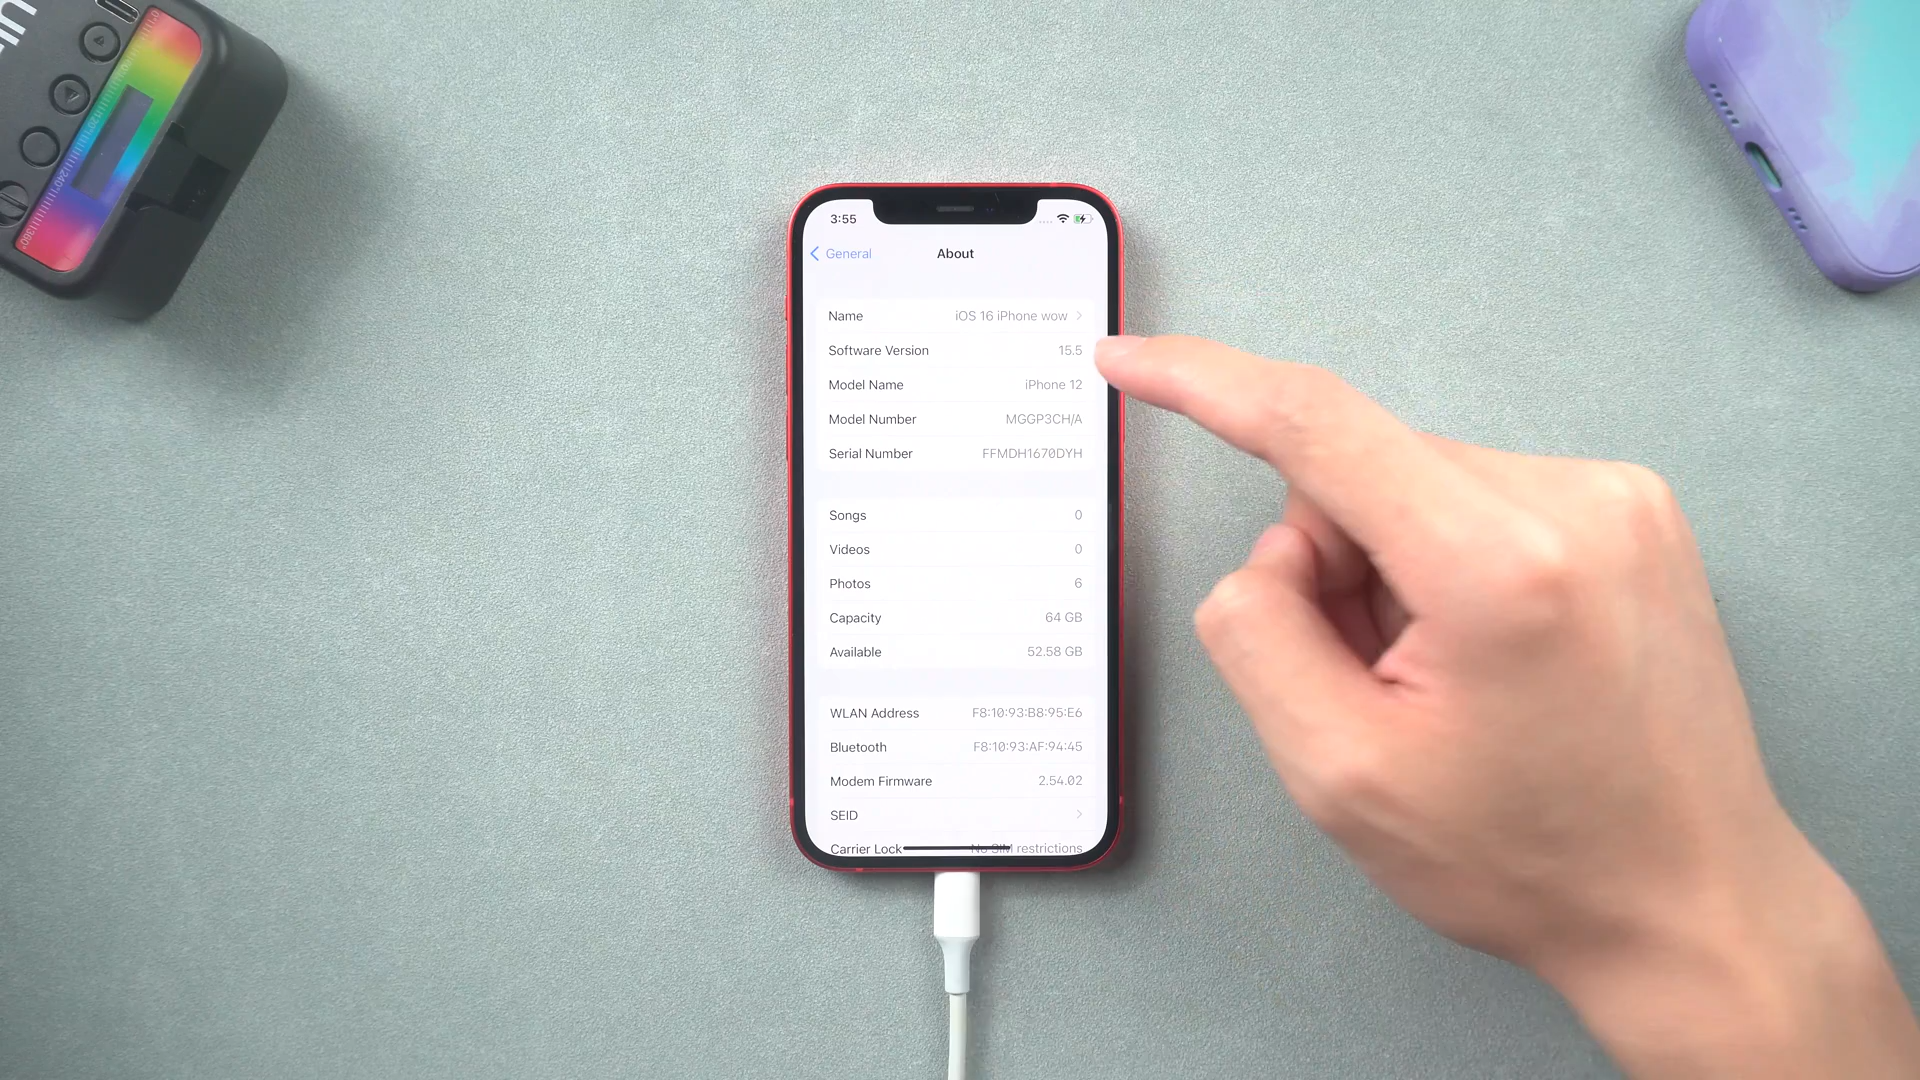 3:55
General
About
Name iOS 16 iPhone wow
Software Version 15.5
Model Name iPhone 12
Model Number MGGP3CH/A
Serial Number FFMDH1670DYH
Songs 0
Videos 0
Photos 6
Capacity 64 GB
Available 52.58 GB
WLAN Address F8:10:93:B8:95:E6
Bluetooth F8:10:93:AF:94:45
Modem Firmware 2.54.02
SEID
Carrier Lock No SIM restrictions